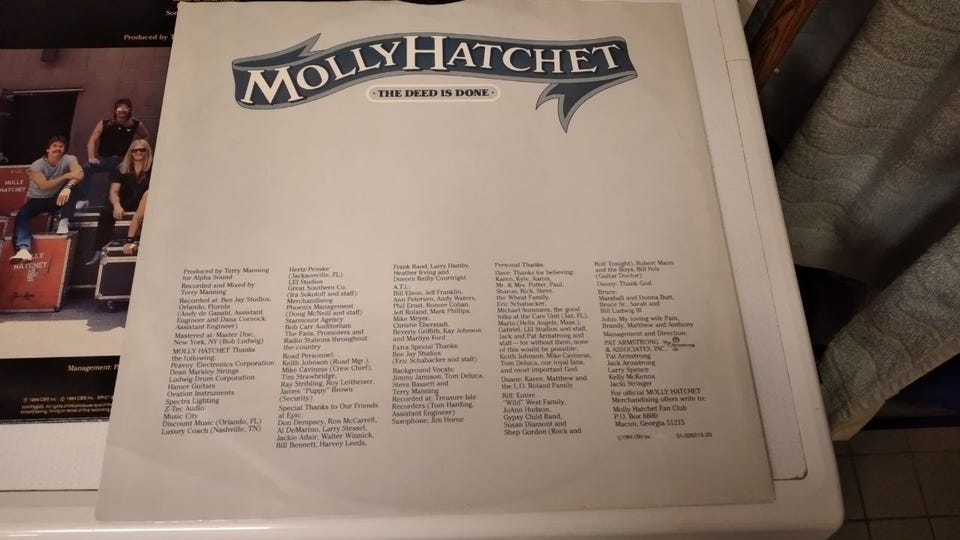 Son
Produced by T
MOLLY HATCHET
· THE DEED IS DONE ·
MOLLY
HATCHET
LLY
HATCHET
Management: P
Produced by Terry Manning
for Alpha Sound
Recorded and Mixed by
Terry Manning
Recorded at: Bee Jay Studios,
Orlando, Florida
(Andy de Ganahl, Assistant
Engineer and Dana Cornock,
Assistant Engineer)
Mastered at: Master Disc,
New York, NY (Bob Ludwig)
MOLLY HATCHET Thanks
the following:
Peavey Electronics Corporation
Dean Markley Strings
Ludwig Drum Corporation
Hamer Guitars
Ovation Instruments
Spectra Lighting
Z-Tec Audio
Music City
Discount Music (Orlando, FL)
Luxury Coach (Nashville, TN)
Hertz-Penske
(Jacksonville, FL)
LEI Studios
Great Southern Co.
(Ira Sokoloff and staff)
Merchandising
Phoenix Management
(Doug McNeill and staff)
Starmount Agency
Bob Carr Auditorium
The Fans, Promoters and
Radio Stations throughout
the country
Road Personnel:
Keith Johnson (Road Mgr.),
Mike Caviness (Crew Chief),
Tim Strawbridge,
Ray Stribling, Roy Leitheiser,
James "Puppy" Brown
(Security)
Special Thanks to Our Friends
at Epic:
Don Dempsey, Ron McCarrell,
Al DeMarino, Larry Stessel,
Jackie Adair, Walter Winnick,
Bill Bennett, Harvey Leeds,
Frank Rand, Larry Hamby,
Heather Irving and
Doreen Reilly Courtright
A.T.I.:
Bill Elson, Jeff Franklin,
Ann Petersen, Andy Waters,
Phil Ernst, Ronnie Cohan,
Jeff Roland, Mark Phillips,
Mike Meyer,
Christie Eberstadt,
Beverly Griffith, Kay Johnson
and Marilyn Ford
Extra Special Thanks:
Bee Jay Studios
(Eric Schabacker and staff)
Background Vocals:
Jimmy Jamison, Tom Deluca,
Steve Bassett and
Terry Manning
Recorded at: Treasure Isle
Recorders (Tom Harding,
Assistant Engineer)
Saxophone: Jim Horne
Personal Thanks:
Dave: Thanks for believing:
Karen, Kyle, Aaron,
Mr. & Mrs. Potter, Paul,
Sharon, Rick, Steve,
the Wheat Family,
Eric Schabacker,
Michael Sommers, the good
folks at the Care Unit (Jax, FL),
Mario (Hells Angels, Mass.),
Gabriel, LEI Studios and staff,
Jack and Pat Armstrong and
staff — for without them, none
of this would be possible,
Keith Johnson, Mike Caviness,
Tom Deluca, our loyal fans,
and most important God.
Duane: Karen, Matthew and
the I.O. Roland Family
Riff: Entire
"Wild" West Family,
JoAnn Hudson,
Gypsy Child Band,
Susan Diamont and
Shep Gordon (Rock and
Roll Tonight), Robert Mann
and the Boys, Bill Fels
(Guitar Doctor)
Danny: Thank God
Bruce:
Marshall and Donna Butt,
Bruce Sr., Sarah and
Bill Ludwig III
John: My loving wife Pam,
Brandy, Matthew and Anthony
Management and Direction:
PAT ARMSTRONG
& ASSOCIATES, INC.
Pat Armstrong
Jack Armstrong
Larry Spence
Kelly McKenna
Jacki Stringer
For official MOLLY HATCHET
Merchandising offers write to:
Molly Hatchet Fan Club
P.O. Box 6600
Macon, Georgia 31215
© 1984 CBS Inc. 01-026213-20